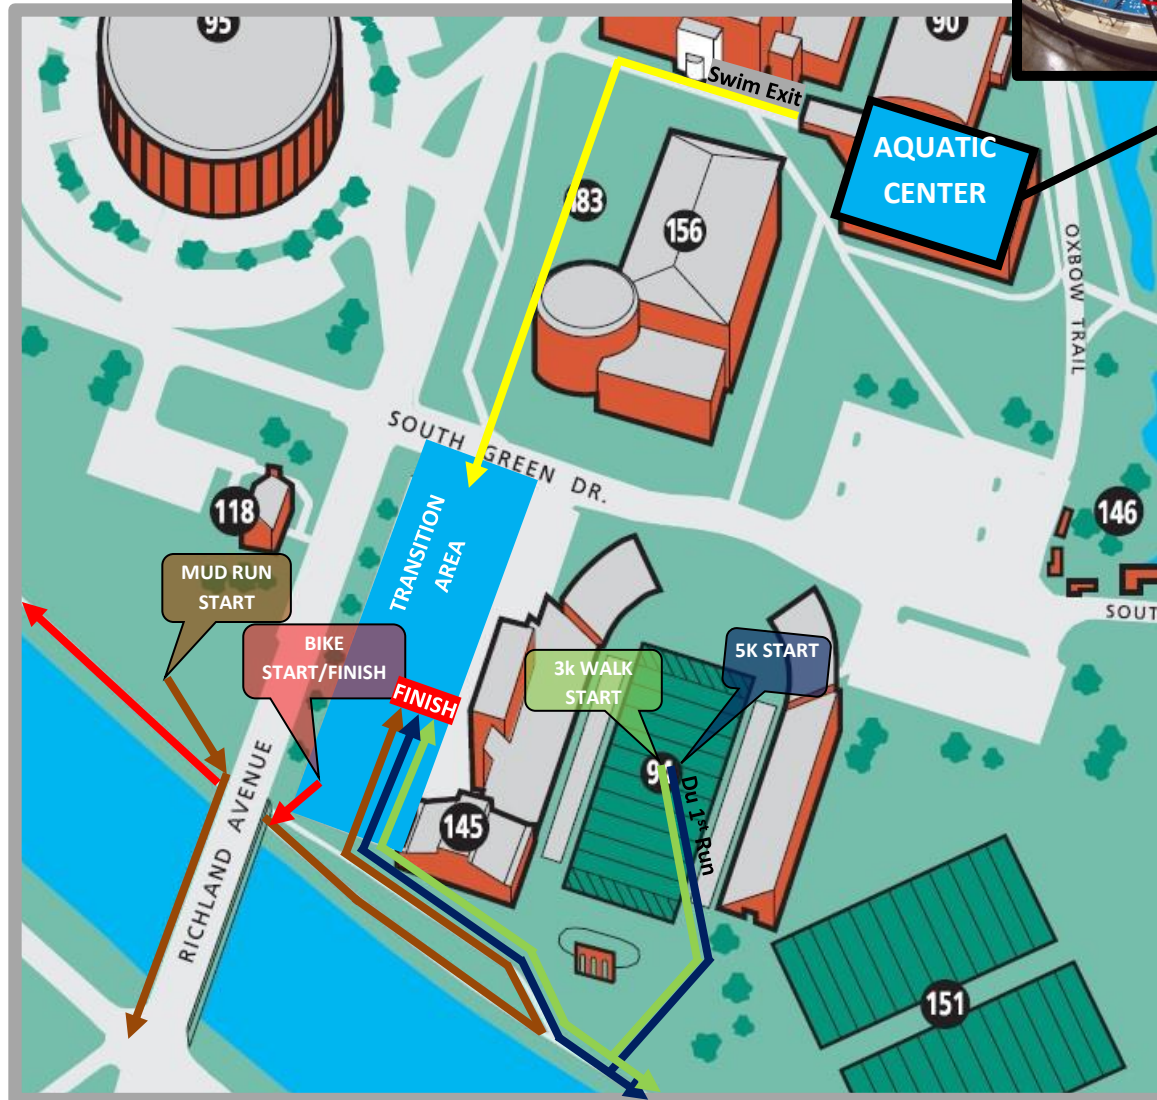 95
90
Swim Exit
AQUATIC
CENTER
83
156
OXBOW TRAIL
SOUTH GREEN DR.
118
146
TRANSITION
AREA
MUD RUN
START
SOUT
BIKE
START/FINISH
3k WALK
START
5K START
FINISH
Du 1st Run
145
RICHLAND AVENUE
151